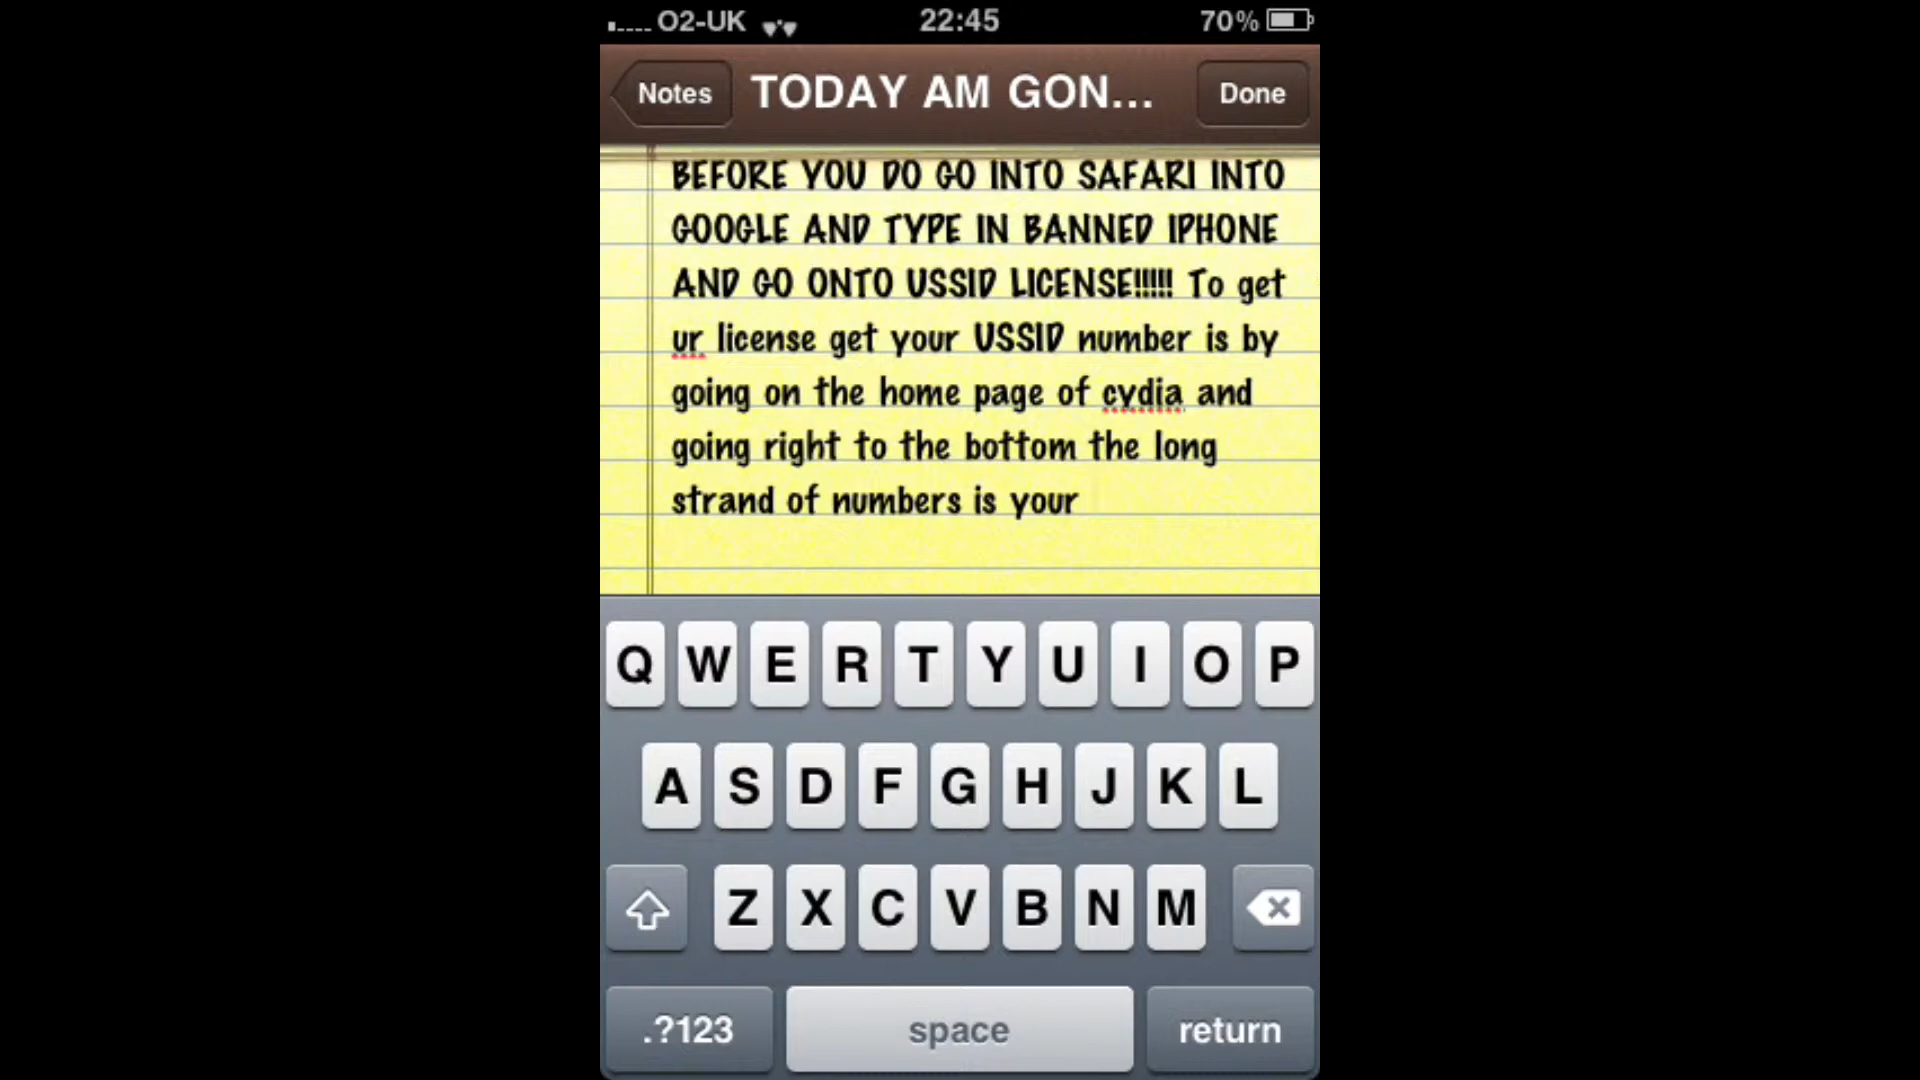 O2-UK 22:45 70%
Notes TODAY AM GON... Done
BEFORE YOU DO GO INTO SAFARI INTO
GOOGLE AND TYPE IN BANNED IPHONE
AND GO ONTO USSID LICENSE!!!!! To get
ur license get your USSID number is by
going on the home page of cydia and
going right to the bottom the long
strand of numbers is your
Q W E R T Y U I O P
A S D F G H J K L
Z X C V B N M
.?123 space return